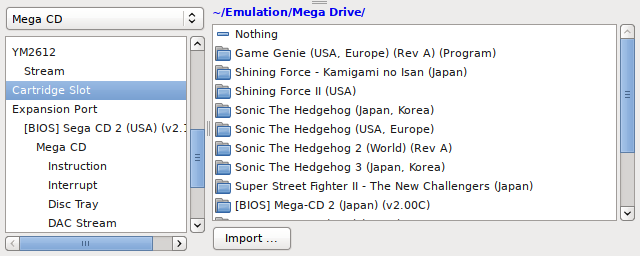 Mega CD
YM2612
Stream
Cartridge Slot
Expansion Port
[BIOS] Sega CD 2 (USA) (v2.
Mega CD
Instruction
Interrupt
Disc Tray
DAC Stream
~/Emulation/Mega Drive/
Nothing
Game Genie (USA, Europe) (Rev A) (Program)
Shining Force - Kamigami no Isan (Japan)
Shining Force II (USA)
Sonic The Hedgehog (Japan, Korea)
Sonic The Hedgehog (USA, Europe)
Sonic The Hedgehog 2 (World) (Rev A)
Sonic The Hedgehog 3 (Japan, Korea)
Super Street Fighter II - The New Challengers (Japan)
[BIOS] Mega-CD 2 (Japan) (v2.00C)
Import ...